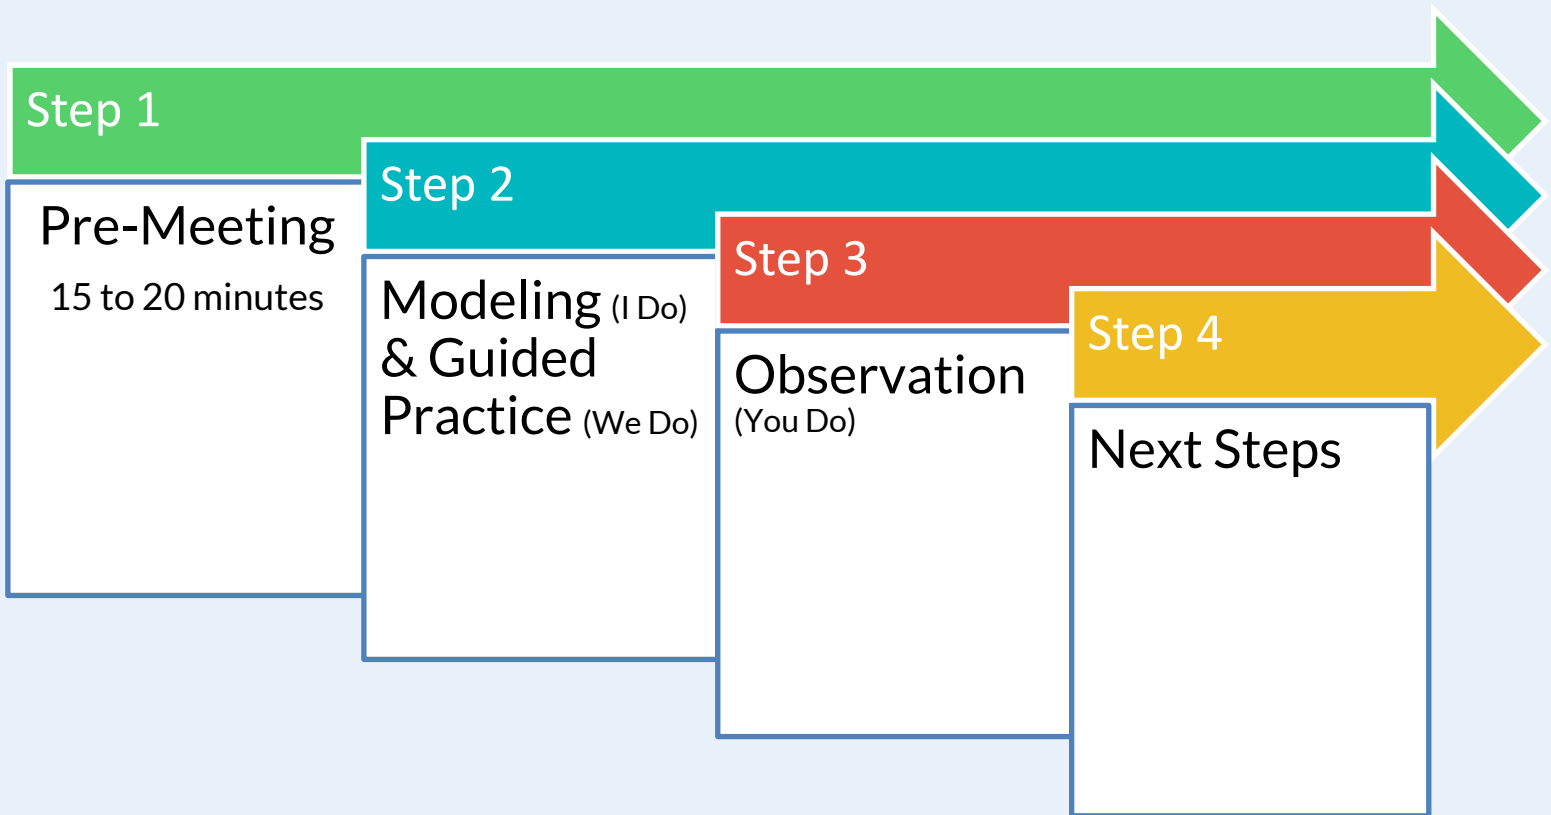 Step 1
Pre-Meeting
15 to 20 minutes
Step 2
Modeling (I Do)
& Guided
Practice (We Do)
Step 3
Observation
(You Do)
Step 4
Next Steps